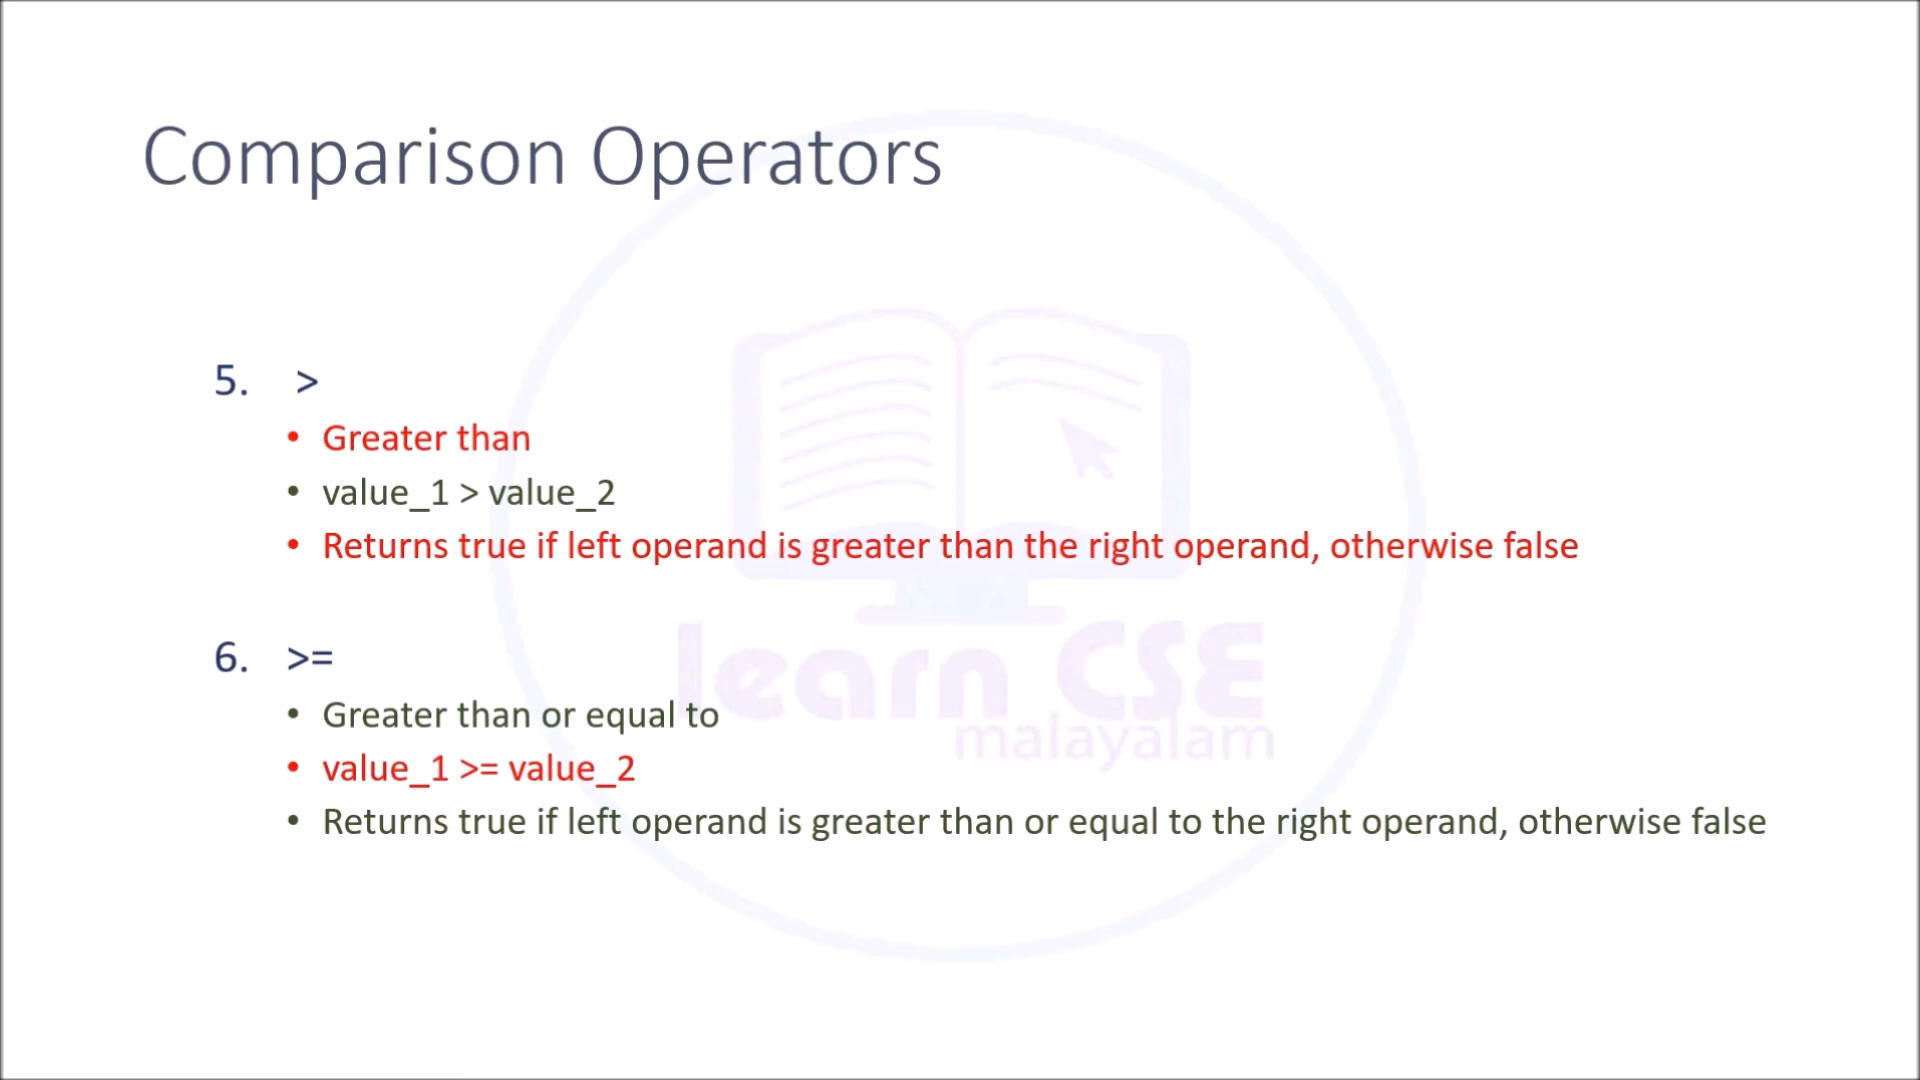 Comparison Operators
5. >
• Greater than
• value_1 > value_2
• Returns true if left operand is greater than the right operand, otherwise false
6. >=
• Greater than or equal to
• value_1 >= value_2
• Returns true if left operand is greater than or equal to the right operand, otherwise false
learn CSE
malayalam